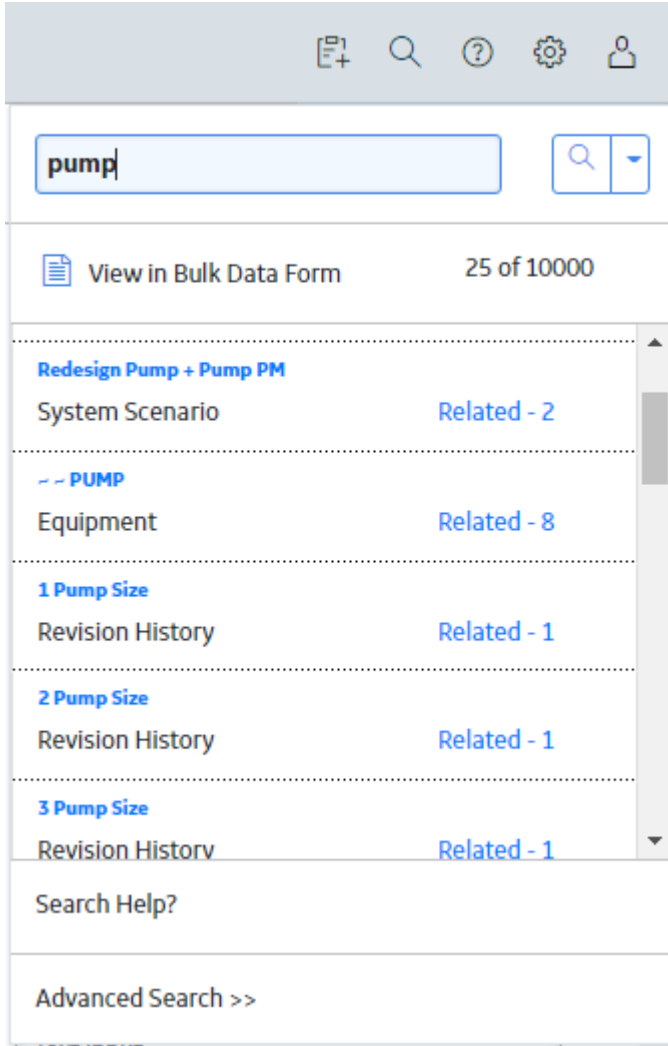 pump
View in Bulk Data Form 25 of 10000
Redesign Pump + Pump PM
System Scenario Related - 2
~ ~ PUMP
Equipment Related - 8
1 Pump Size
Revision History Related - 1
2 Pump Size
Revision History Related - 1
3 Pump Size
Revision History Related - 1
Search Help?
Advanced Search >>